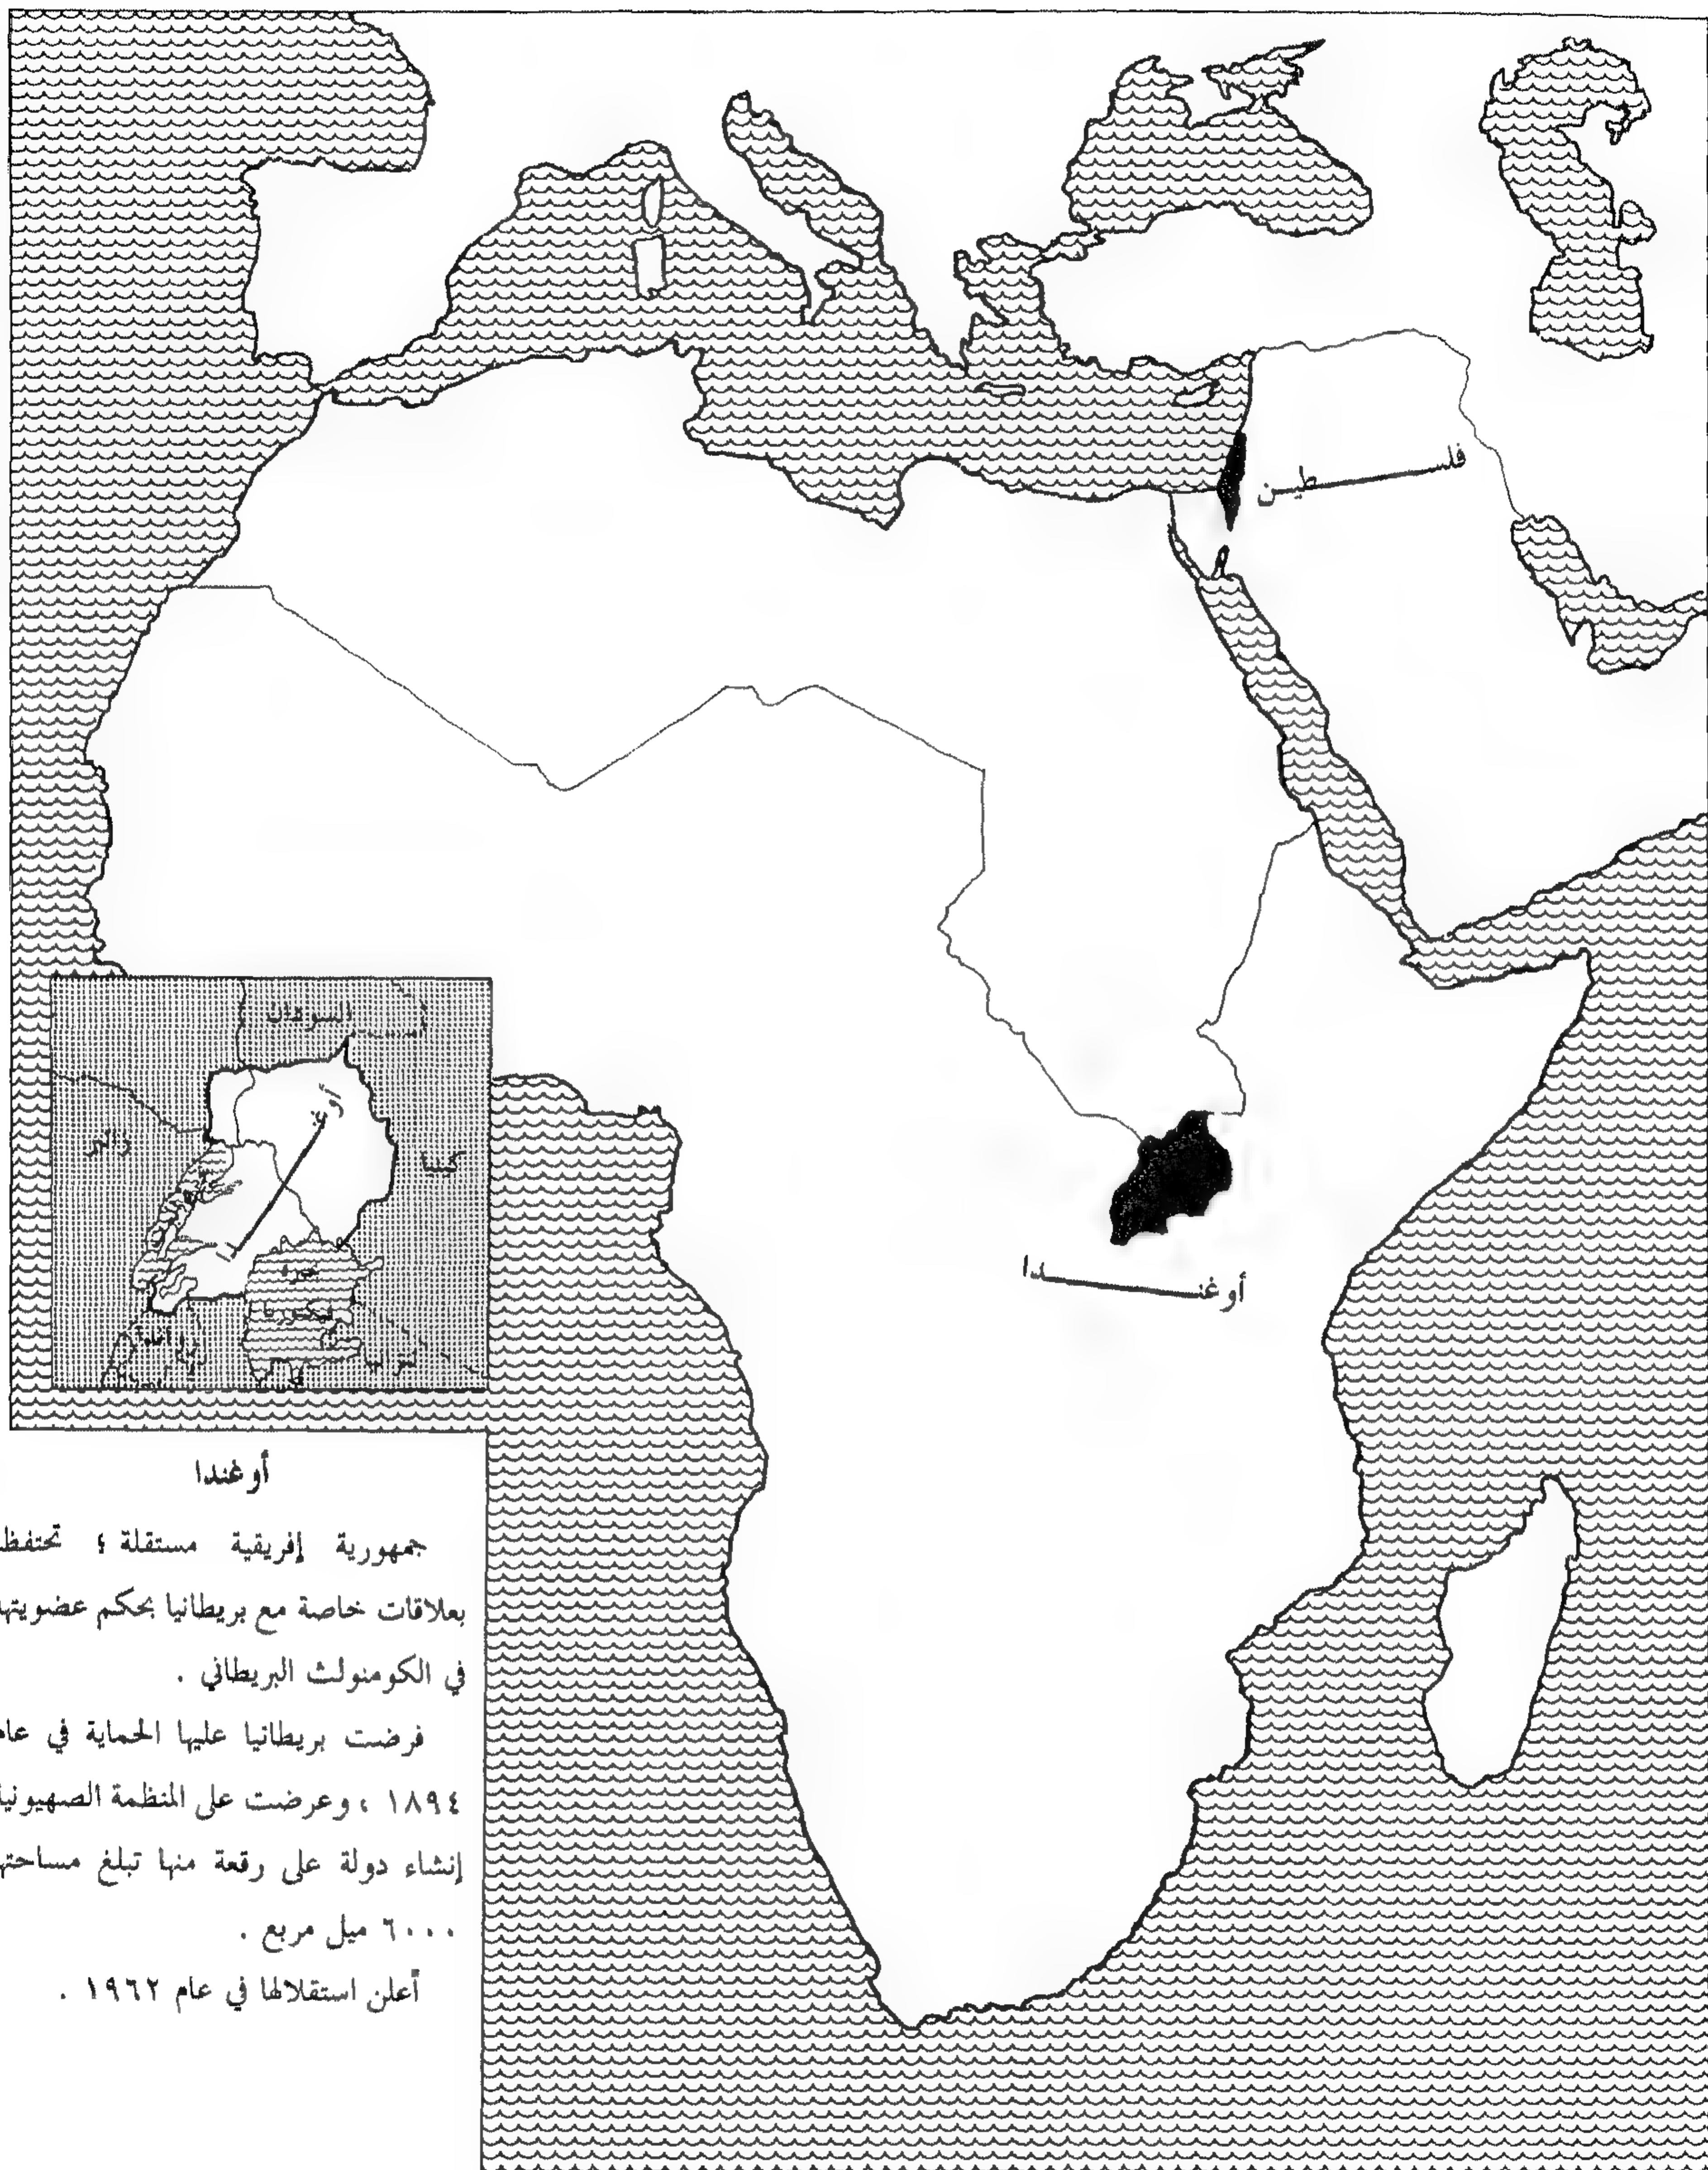 فلسطين
السودان
أوغندا
زائير
كينيا
أوغندا
أوغندا
جمهورية إفريقية مستقلة ؛ تحتفظ
بعلاقات خاصة مع بريطانيا بحكم عضويتها
في الكومنولث البريطاني .
فرضت بريطانيا عليها الحماية في عام
١٨٩٤ ، وعرضت على المنظمة الصهيونية
إنشاء دولة على رقعة منها تبلغ مساحتها
٦٠٠٠ ميل مربع .
أعلن استقلالها في عام ١٩٦٢ .